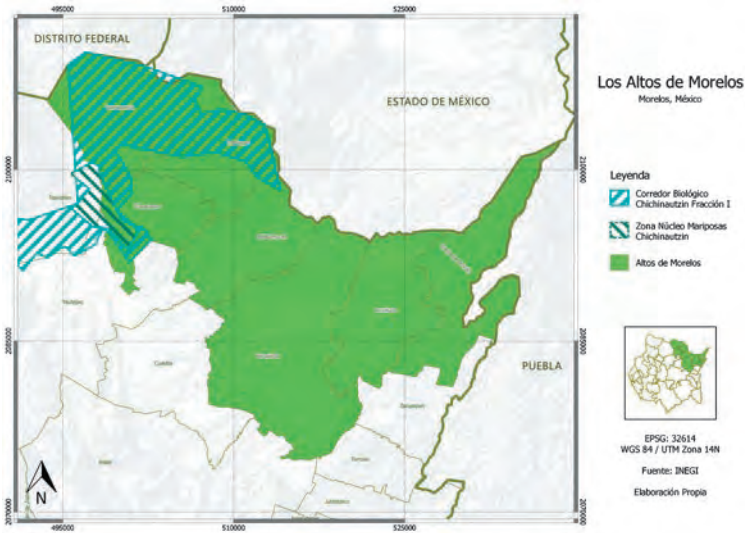 495000
510000
525000
DISTRITO FEDERAL
ESTADO DE MÉXICO
PUEBLA
2100000
2085000
2070000
2100000
2085000
2070000
Cuautla
N
495000
510000
525000
Los Altos de Morelos
Morelos, México
Leyenda
Corredor Biológico
Chichinautzin Fracción I
Zona Núcleo Mariposas
Chichinautzin
Altos de Morelos
EPSG: 32614
WGS 84 / UTM Zona 14N
Fuente: INEGI
Elaboración Propia